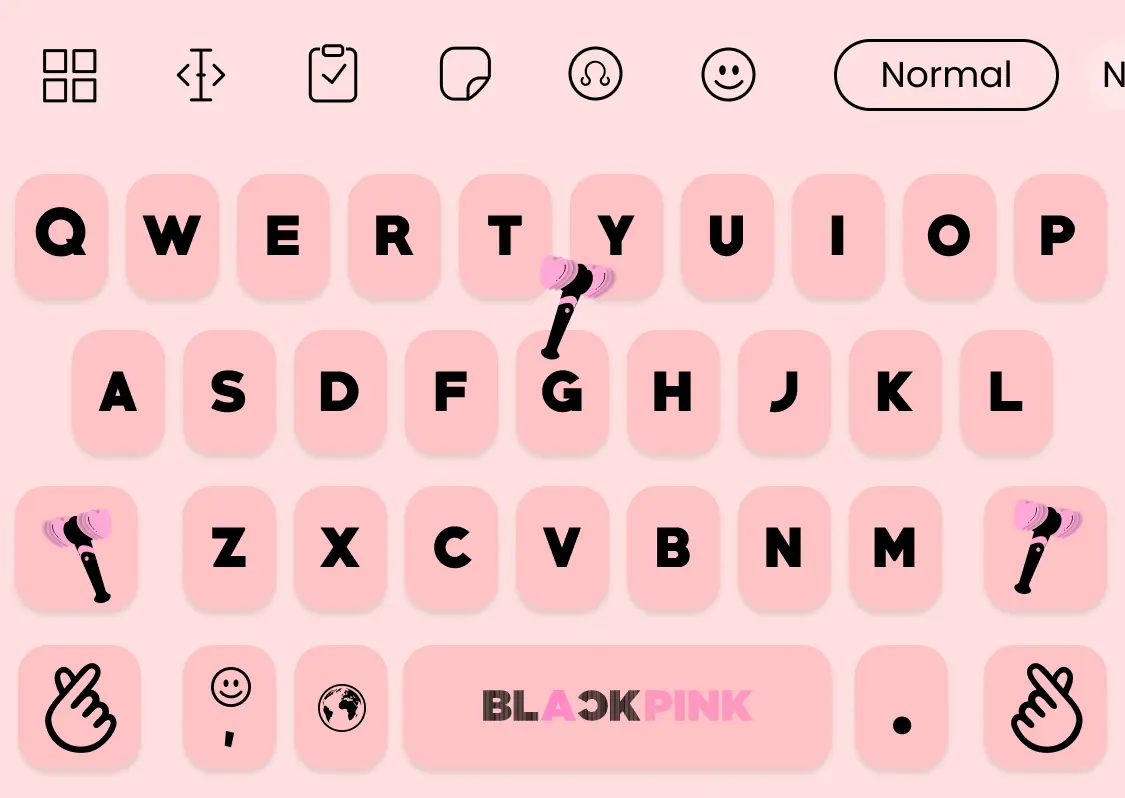 Normal N
Q W E R T Y U I O P
A S D F G H J K L
Z X C V B N M
, BLACKPINK .